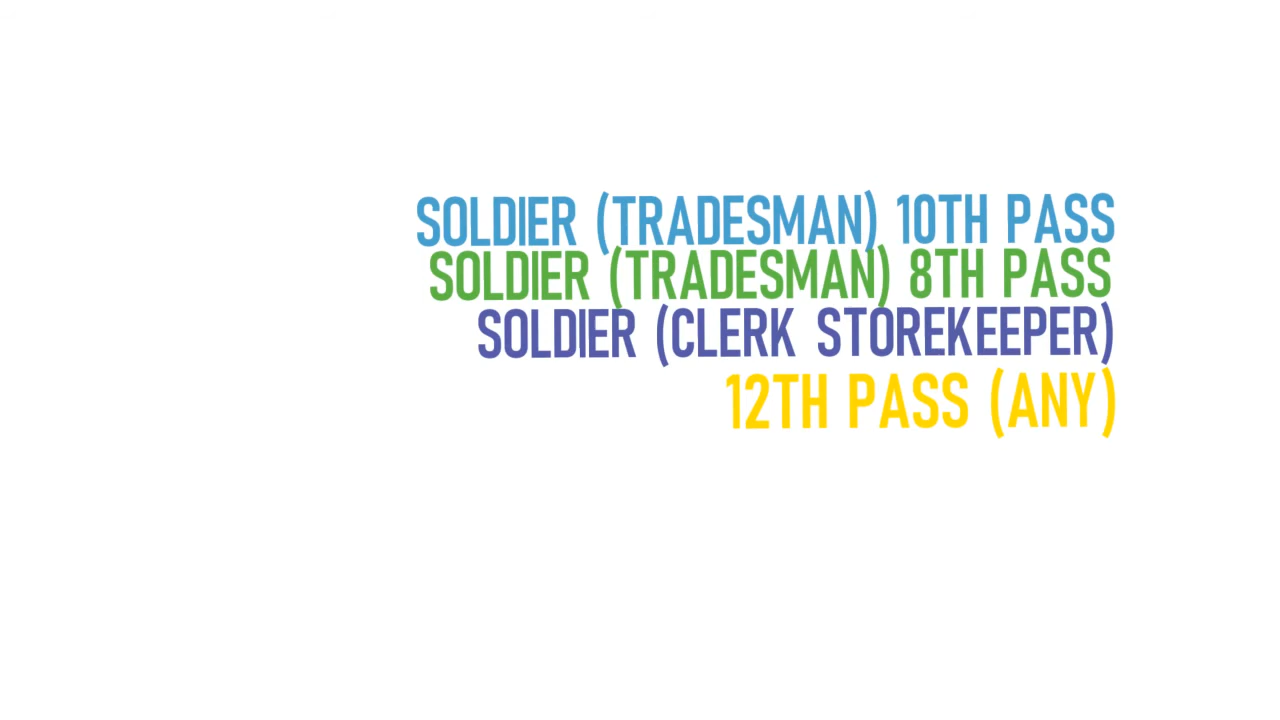 SOLDIER (TRADESMAN) 10TH PASS
SOLDIER (TRADESMAN) 8TH PASS
SOLDIER (CLERK STOREKEEPER)
12TH PASS (ANY)